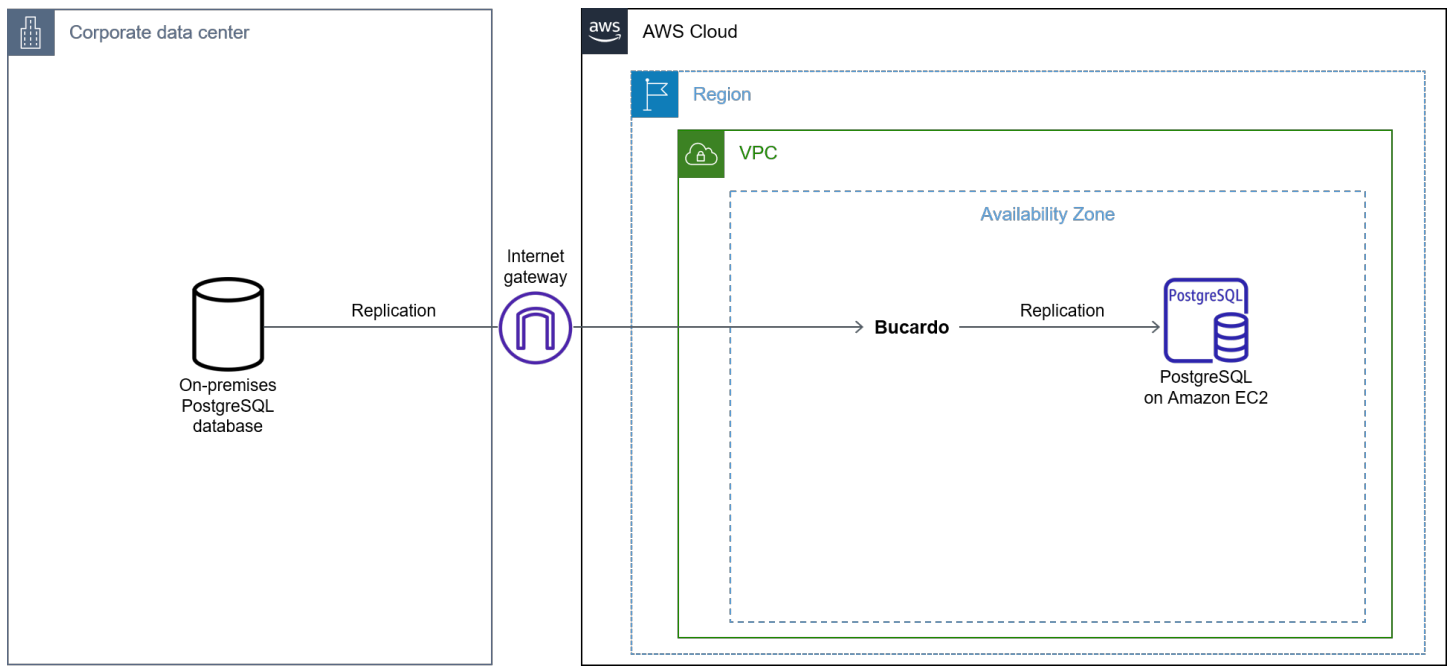 Corporate data center
aws
AWS Cloud
Region
VPC
Availability Zone
Internet
gateway
Replication
Bucardo
Replication
PostgreSQL
On-premises
PostgreSQL
database
PostgreSQL
on Amazon EC2